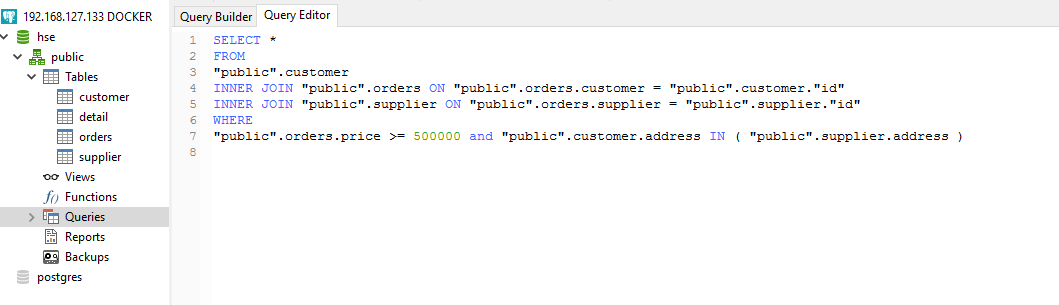 192.168.127.133 DOCKER
hse
public
Tables
customer
detail
orders
supplier
Views
Functions
Queries
Reports
Backups
postgres
Query Builder
Query Editor
1 SELECT *
2 FROM
3 "public".customer
4 INNER JOIN "public".orders ON "public".orders.customer = "public".customer."id"
5 INNER JOIN "public".supplier ON "public".orders.supplier = "public".supplier."id"
6 WHERE
7 "public".orders.price >= 500000 and "public".customer.address IN ( "public".supplier.address )
8